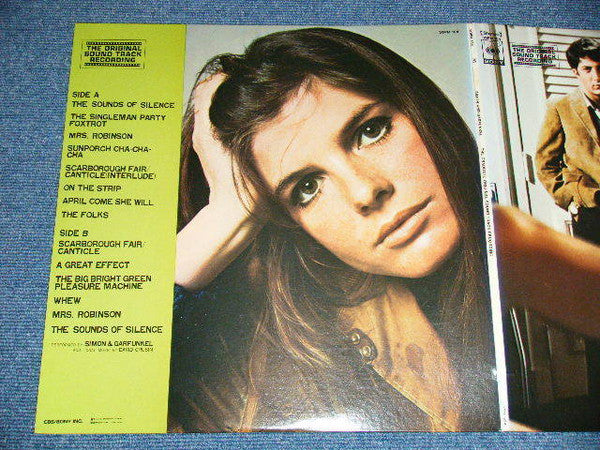 THE ORIGINAL
SOUND TRACK
RECORDING
SIDE A
THE SOUNDS OF SILENCE
THE SINGLEMAN PARTY
FOXTROT
MRS. ROBINSON
SUNPORCH CHA-CHA-
CHA
SCARBOROUGH FAIR/
CANTICLE(INTERLUDE)
ON THE STRIP
APRIL COME SHE WILL
THE FOLKS
SIDE B
SCARBOROUGH FAIR/
CANTICLE
A GREAT EFFECT
THE BIG BRIGHT GREEN
PLEASURE MACHINE
WHEW
MRS. ROBINSON
THE SOUNDS OF SILENCE
PERFORMED BY SIMON & GARFUNKEL
CBS/SONY INC.
THE ORIGINAL
SOUND TRACK
RECORDING